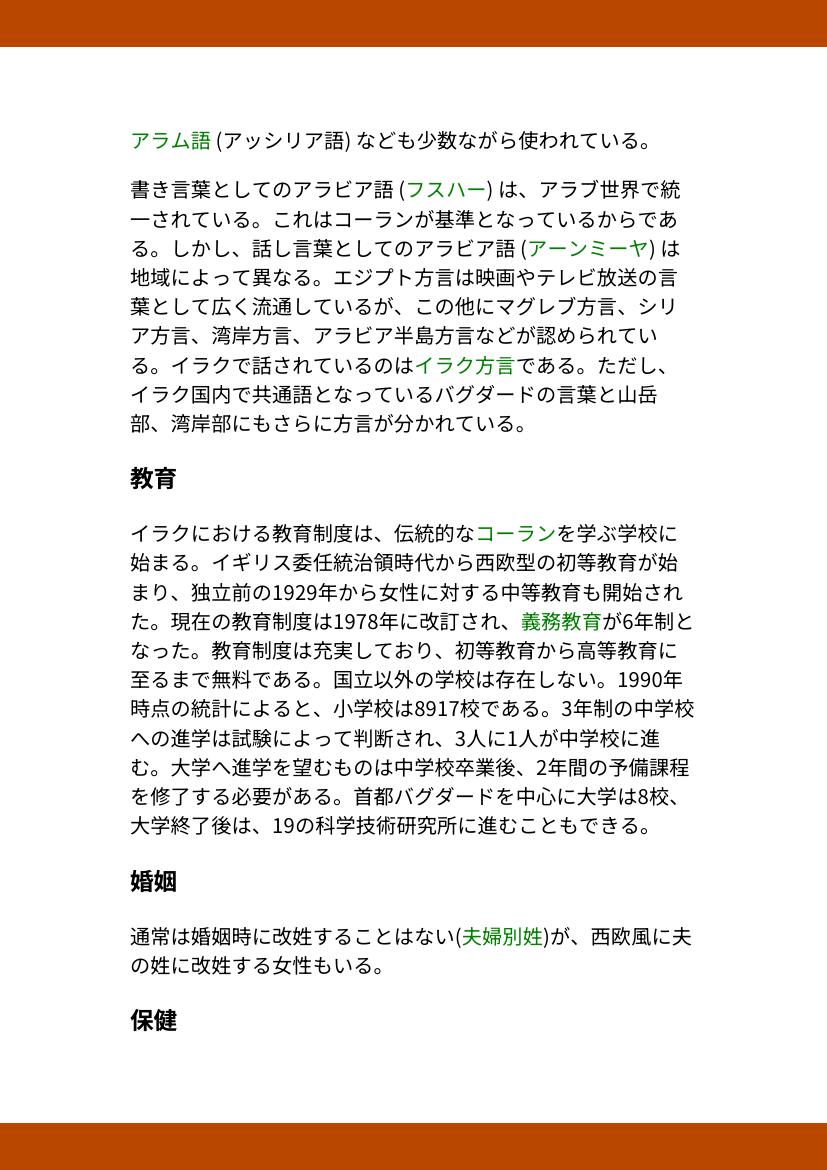 アラム語 (アッシリア語) なども少数ながら使われている。
書き言葉としてのアラビア語 (フスハー) は、アラブ世界で統
一されている。これはコーランが基準となっているからであ
る。しかし、話し言葉としてのアラビア語 (アーンミーヤ) は
地域によって異なる。エジプト方言は映画やテレビ放送の言
葉として広く流通しているが、この他にマグレブ方言、シリ
ア方言、湾岸方言、アラビア半島方言などが認められてい
る。イラクで話されているのはイラク方言である。ただし、
イラク国内で共通語となっているバグダードの言葉と山岳
部、湾岸部にもさらに方言が分かれている。
教育
イラクにおける教育制度は、伝統的なコーランを学ぶ学校に
始まる。イギリス委任統治領時代から西欧型の初等教育が始
まり、独立前の1929年から女性に対する中等教育も開始され
た。現在の教育制度は1978年に改訂され、義務教育が6年制と
なった。教育制度は充実しており、初等教育から高等教育に
至るまで無料である。国立以外の学校は存在しない。1990年
時点の統計によると、小学校は8917校である。3年制の中学校
への進学は試験によって判断され、3人に1人が中学校に進
む。大学へ進学を望むものは中学校卒業後、2年間の予備課程
を修了する必要がある。首都バグダードを中心に大学は8校、
大学終了後は、19の科学技術研究所に進むこともできる。
婚姻
通常は婚姻時に改姓することはない(夫婦別姓)が、西欧風に夫
の姓に改姓する女性もいる。
保健